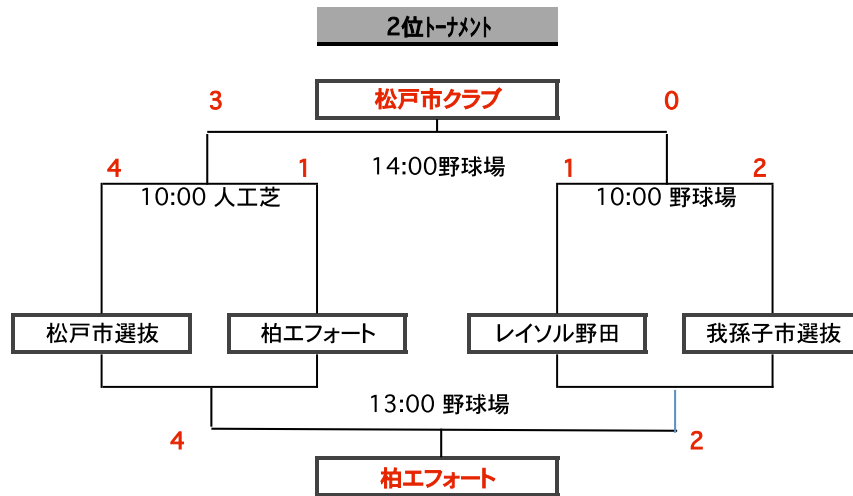 2位トーナメント
3 松戸市クラブ 0
4 1 14:00野球場 1 2
10:00 人工芝 10:00 野球場
松戸市選抜 柏エフォート レイソル野田 我孫子市選抜
13:00 野球場
4 2
柏エフォート